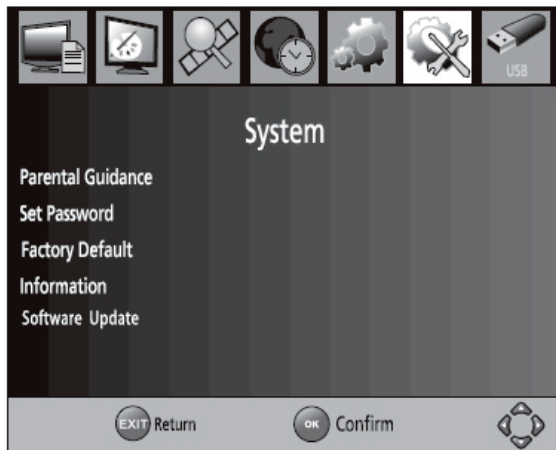 USB
System
Parental Guidance
Set Password
Factory Default
Information
Software Update
EXIT Return
OK Confirm